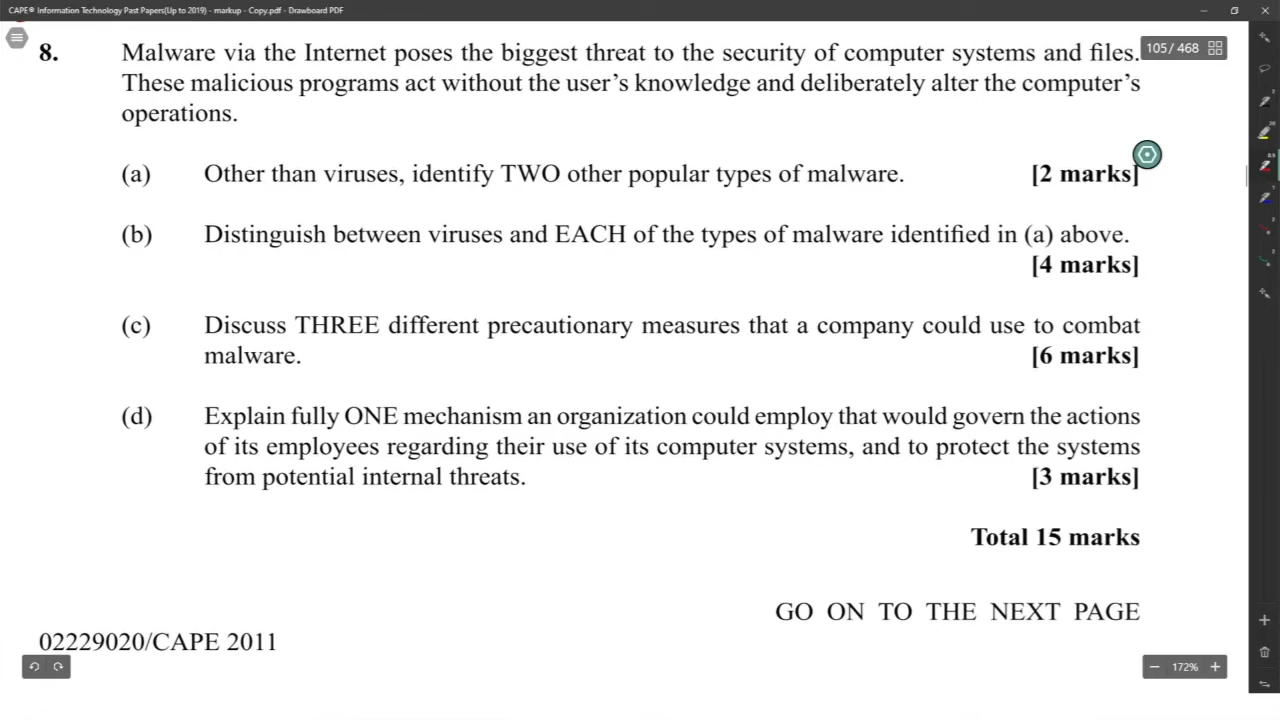 CAPE® Information Technology Past Papers(Up to 2019) - markup - Copy.pdf - Drawboard PDF
8. Malware via the Internet poses the biggest threat to the security of computer systems and files.
105 / 468
These malicious programs act without the user's knowledge and deliberately alter the computer's
operations.
(a) Other than viruses, identify TWO other popular types of malware. [2 marks]
(b) Distinguish between viruses and EACH of the types of malware identified in (a) above.
[4 marks]
(c) Discuss THREE different precautionary measures that a company could use to combat
malware. [6 marks]
(d) Explain fully ONE mechanism an organization could employ that would govern the actions
of its employees regarding their use of its computer systems, and to protect the systems
from potential internal threats. [3 marks]
Total 15 marks
GO ON TO THE NEXT PAGE
02229020/CAPE 2011
172%